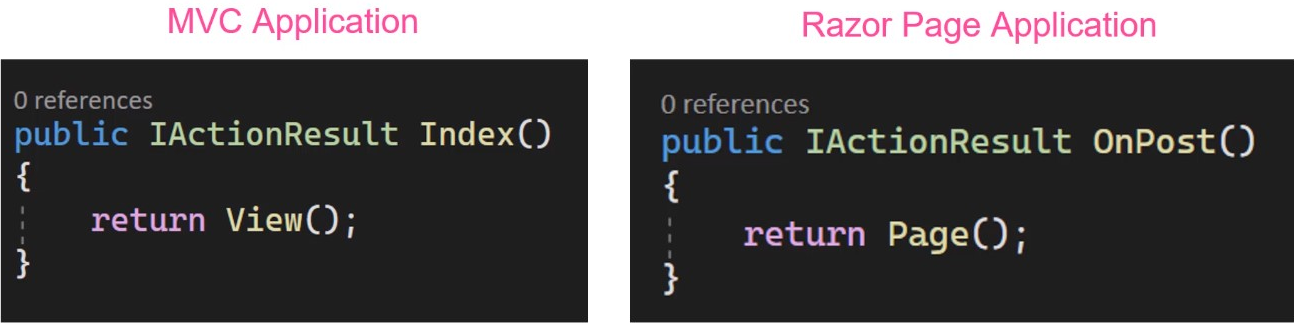 MVC Application
0 references
public IActionResult Index()
{
return View();
}
Razor Page Application
0 references
public IActionResult OnPost()
{
return Page();
}